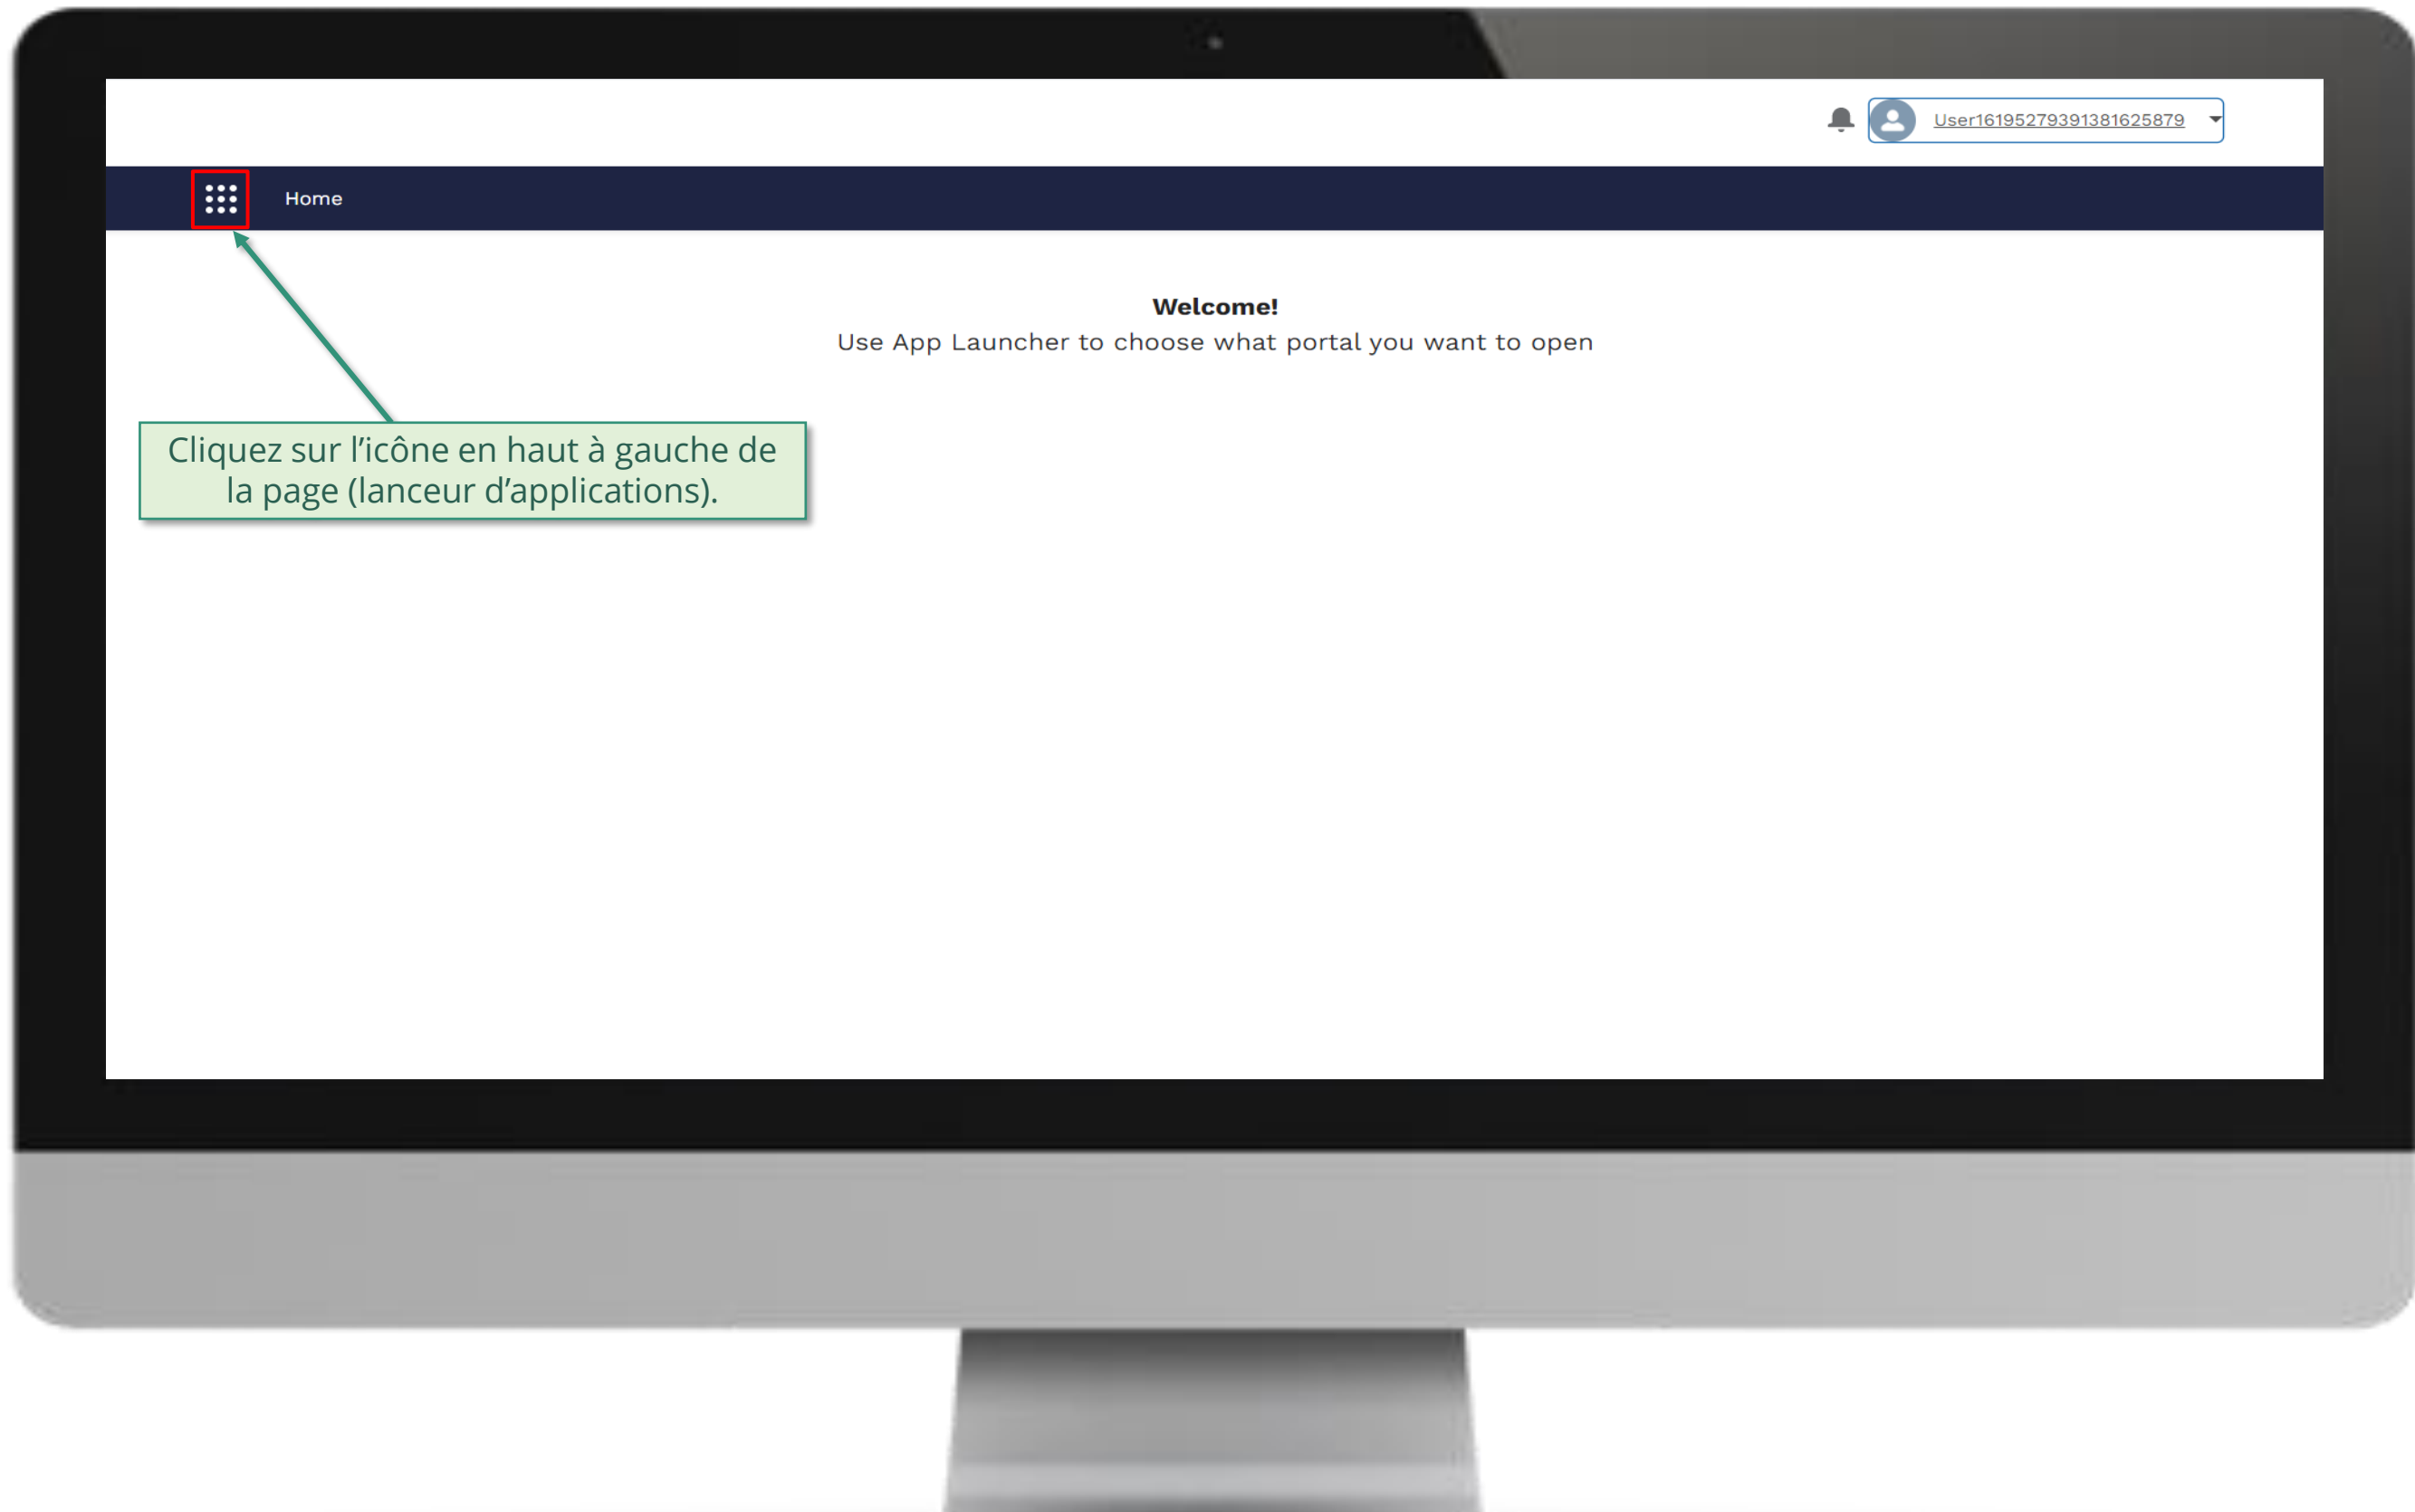 User16195279391381625879
Home
Welcome!
Use App Launcher to choose what portal you want to open
Cliquez sur l’icône en haut à gauche de
la page (lanceur d’applications).